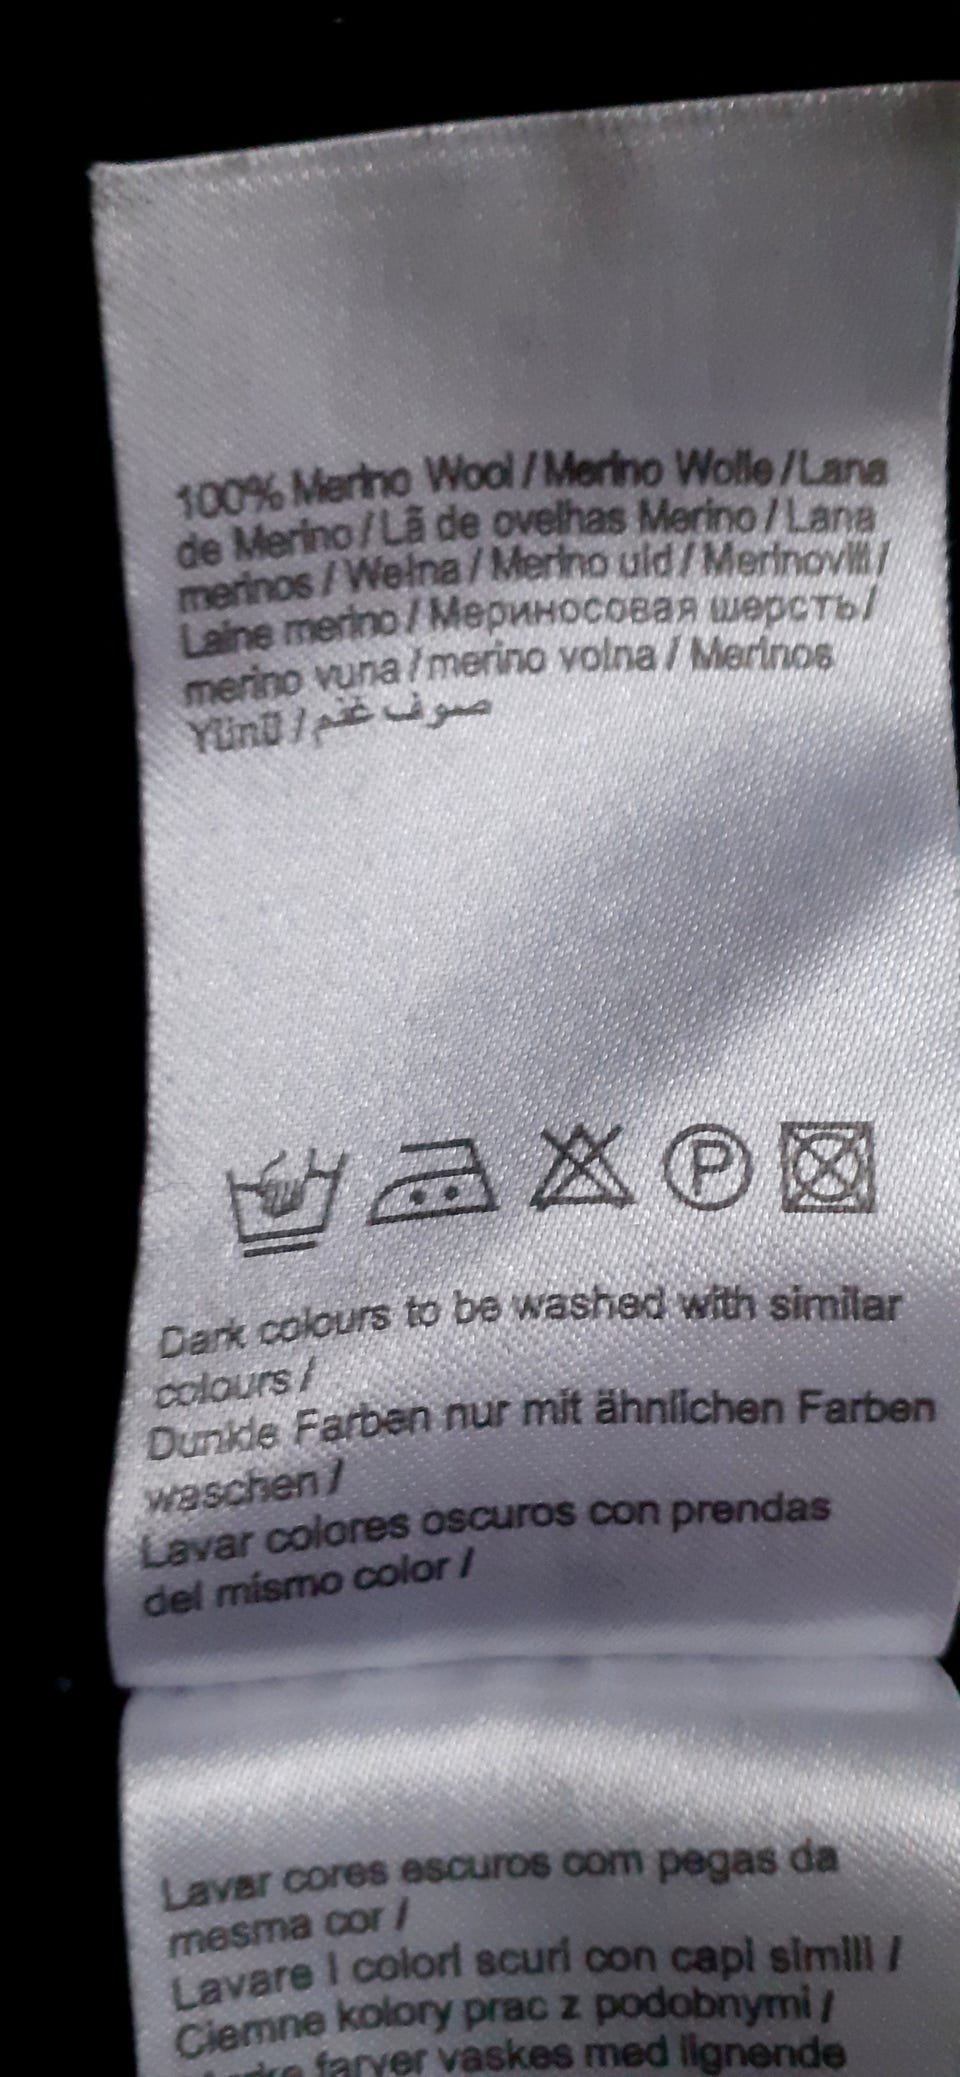 100% Merino Wool / Merino Wolle / Lana
de Merino / Lã de ovelhas Merino / Lana
merinos / Wełna / Merino uld / Merinovill /
Laine merino / Мериносовая шерсть /
merino vuna / merino volna / Merinos
Yünü / صوف غنم
P
Dark colours to be washed with similar
colours /
Dunkle Farben nur mit ähnlichen Farben
waschen /
Lavar colores oscuros con prendas
del mismo color /
Lavar cores escuros com pegas da
mesma cor /
Lavare I colori scuri con capi simili /
Ciemne kolory prac z podobnymi /
farver vaskes med lignende